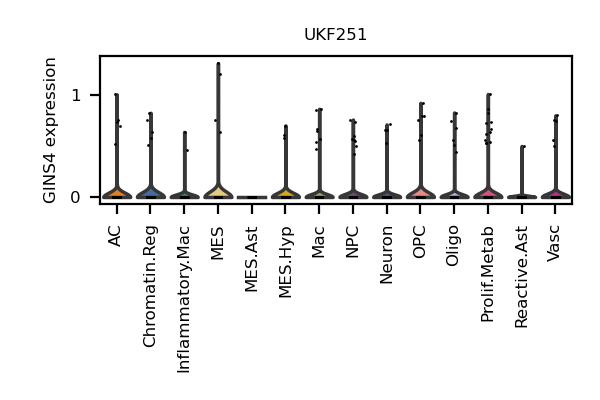 UKF251
GINS4 expression
1
0
AC
Chromatin.Reg
Inflammatory.Mac
MES
MES.Ast
MES.Hyp
Mac
NPC
Neuron
OPC
Oligo
Prolif.Metab
Reactive.Ast
Vasc